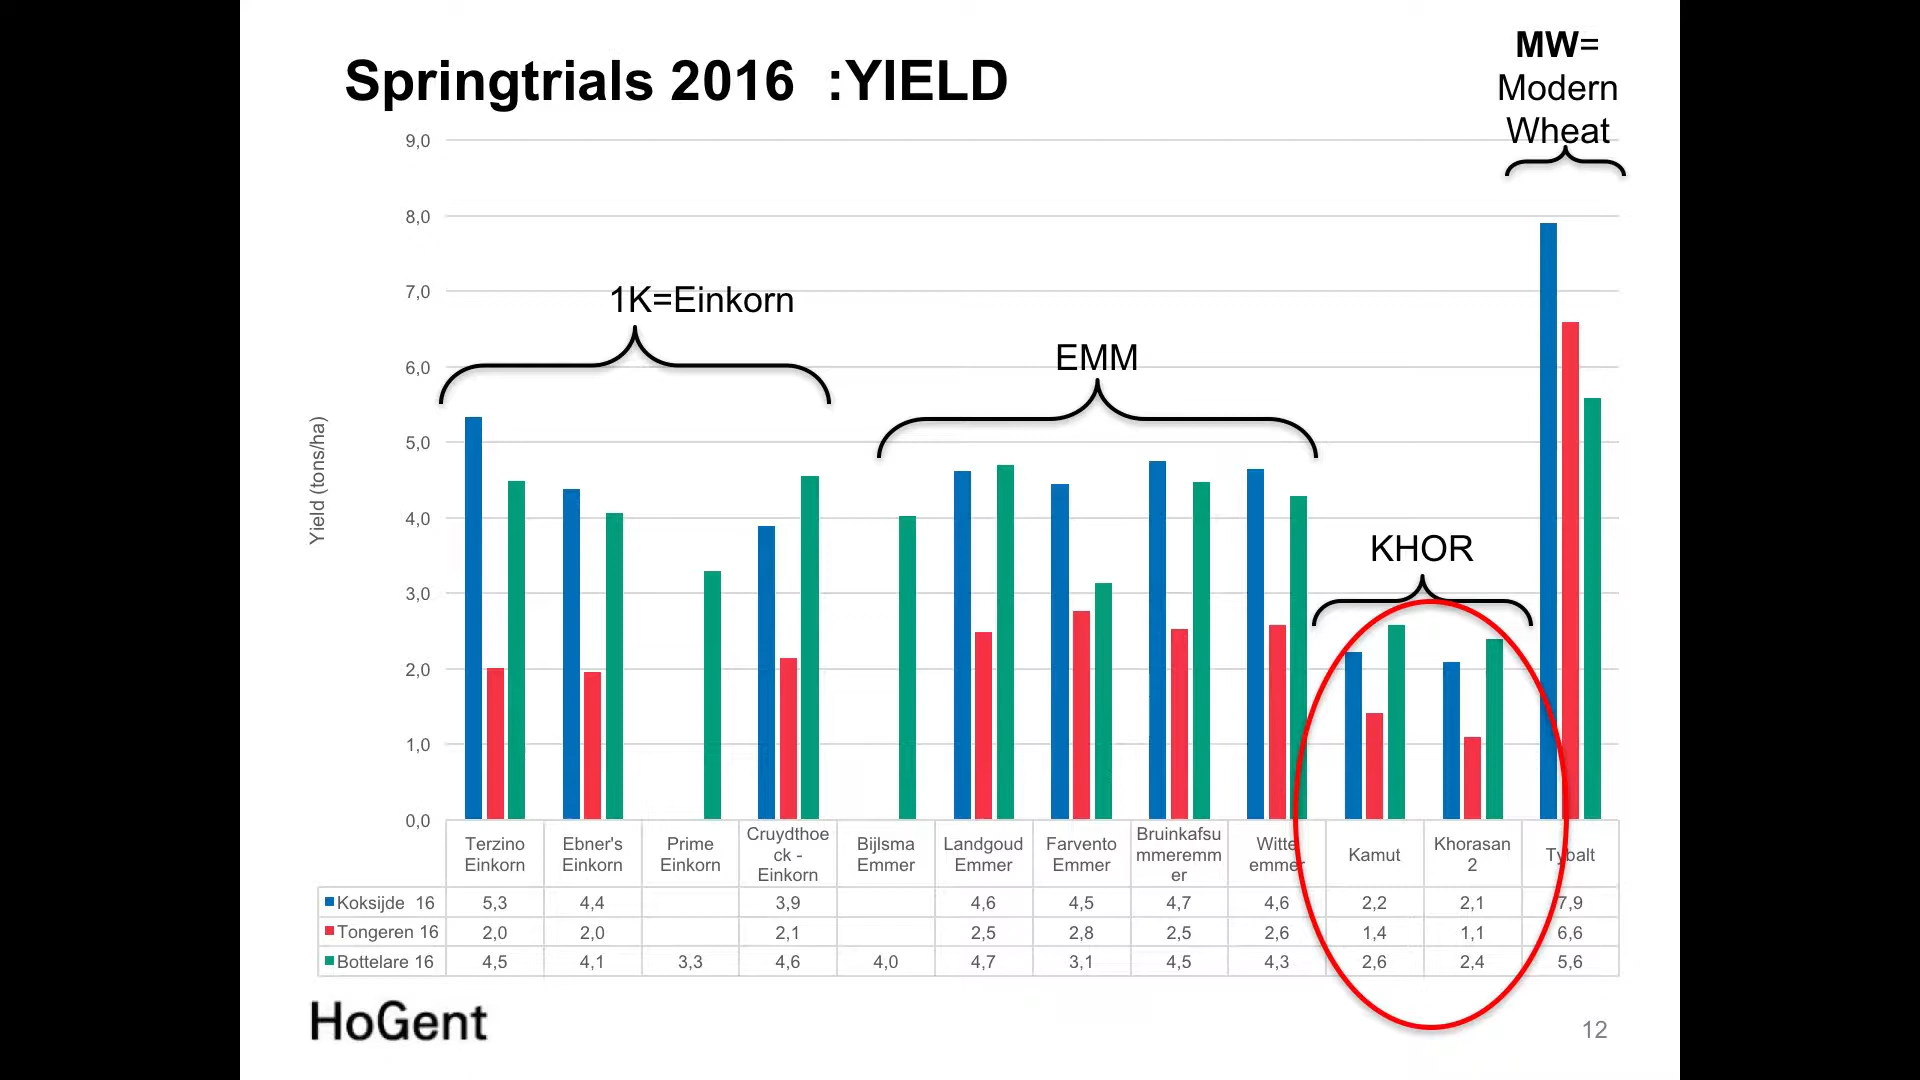 MW=
Modern
Wheat
Springtrials 2016 :YIELD
9,0
8,0
7,0
6,0
5,0
4,0
3,0
2,0
1,0
0,0
Yield (tons/ha)
1K=Einkorn
EMM
KHOR
Terzino
Einkorn
Ebner's
Einkorn
Prime
Einkorn
Cruydthoe
ck -
Einkorn
Bijlsma
Emmer
Landgoud
Emmer
Farvento
Emmer
Bruinkafsu
mmeremm
er
Witte
emmer
Kamut
Khorasan
2
Tybalt
Koksijde 16 5,3 4,4 3,9 4,6 4,5 4,7 4,6 2,2 2,1 7,9
Tongeren 16 2,0 2,0 2,1 2,5 2,8 2,5 2,6 1,4 1,1 6,6
Bottelare 16 4,5 4,1 3,3 4,6 4,0 4,7 3,1 4,5 4,3 2,6 2,4 5,6
HoGent
12